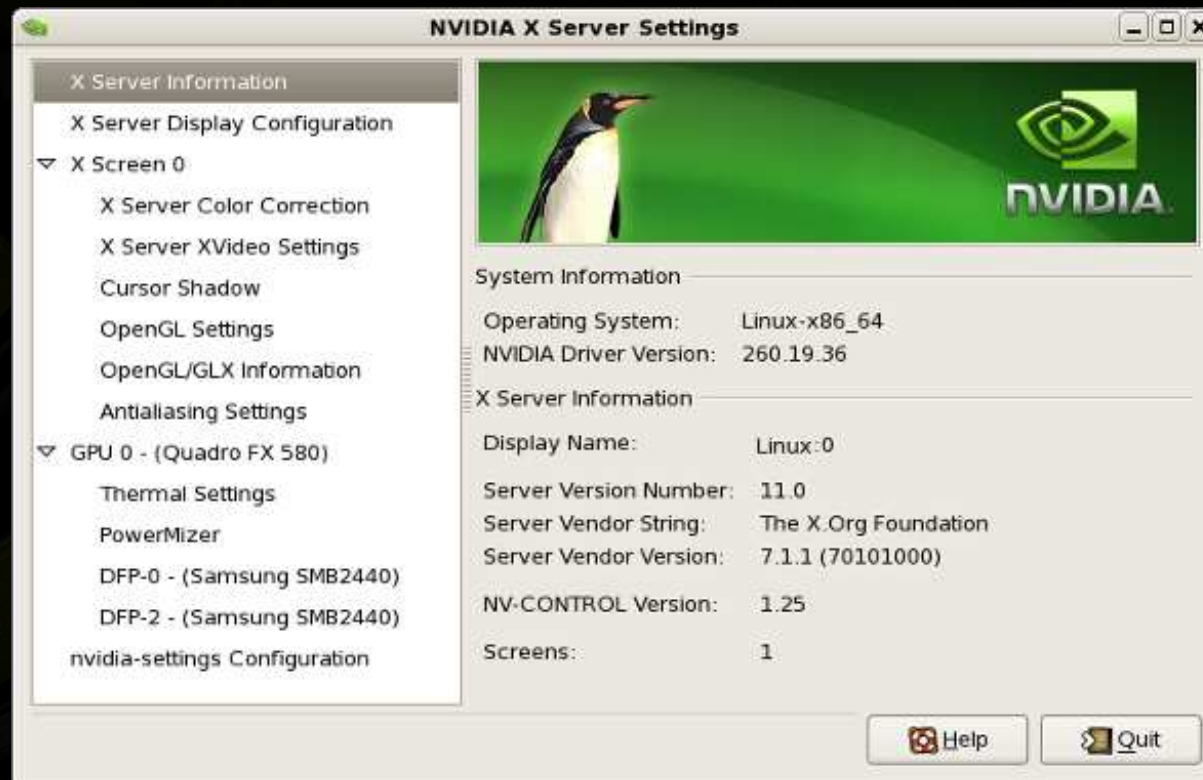 NVIDIA X Server Settings
X Server Information
X Server Display Configuration
X Screen 0
X Server Color Correction
X Server XVideo Settings
Cursor Shadow
OpenGL Settings
OpenGL/GLX Information
Antialiasing Settings
GPU 0 - (Quadro FX 580)
Thermal Settings
PowerMizer
DFP-0 - (Samsung SMB2440)
DFP-2 - (Samsung SMB2440)
nvidia-settings Configuration
NVIDIA
System Information
Operating System: Linux-x86_64
NVIDIA Driver Version: 260.19.36
X Server Information
Display Name: Linux:0
Server Version Number: 11.0
Server Vendor String: The X.Org Foundation
Server Vendor Version: 7.1.1 (70101000)
NV-CONTROL Version: 1.25
Screens: 1
Help Quit